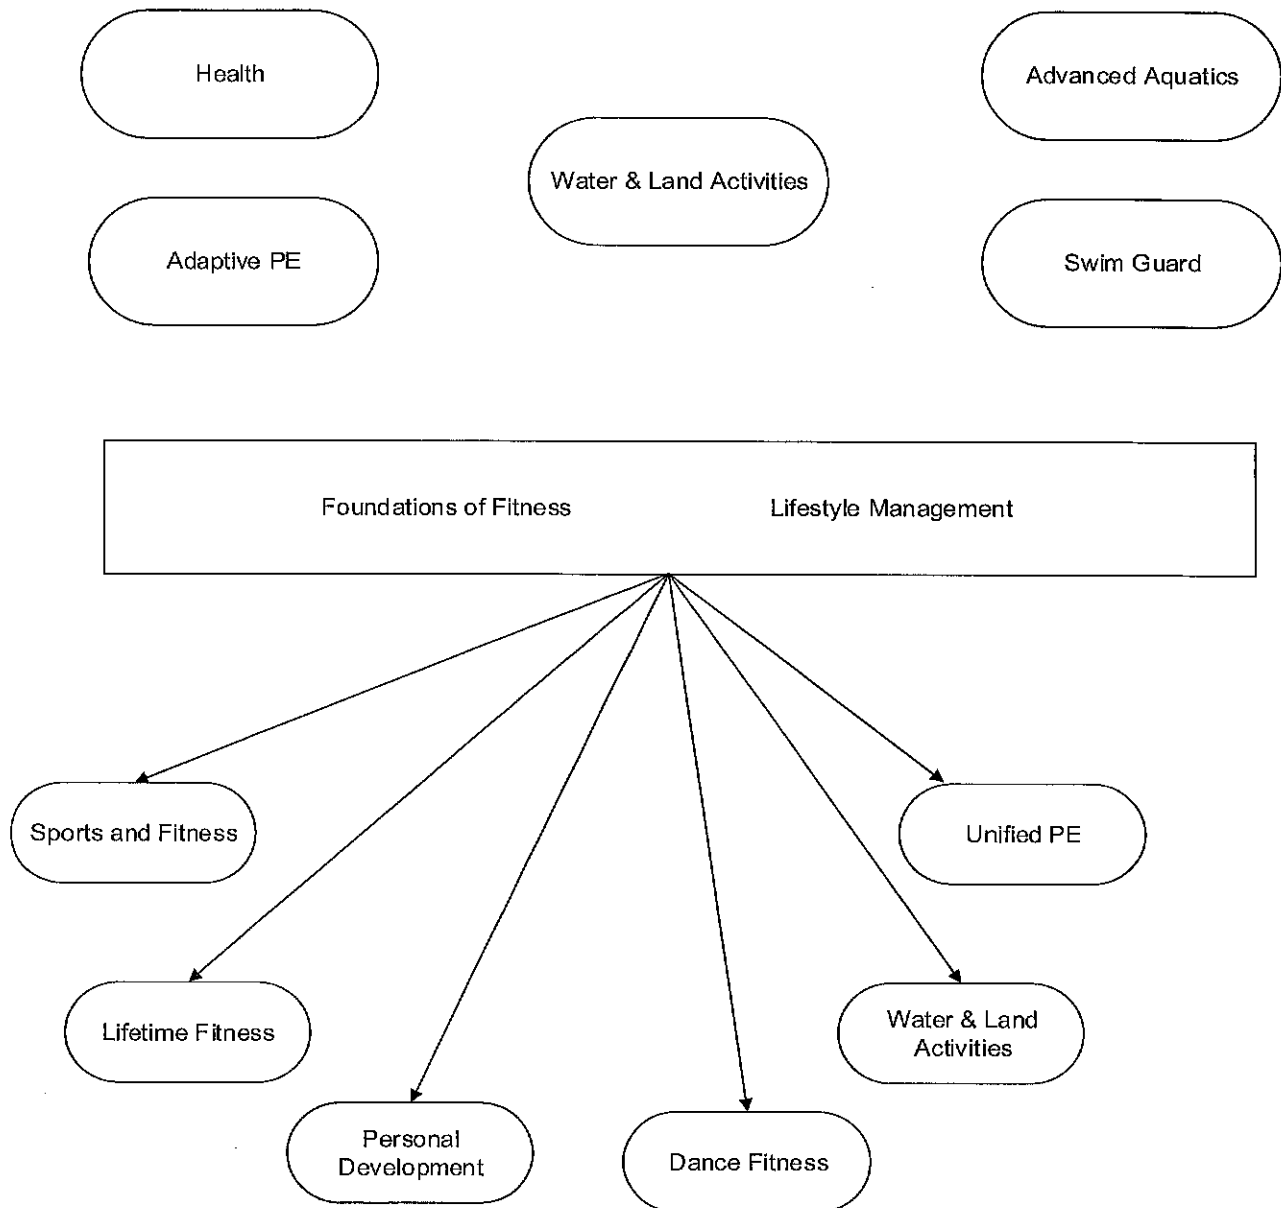 Health
Advanced Aquatics
Water & Land Activities
Adaptive PE
Swim Guard
Foundations of Fitness
Lifestyle Management
Sports and Fitness
Unified PE
Lifetime Fitness
Water & Land
Activities
Personal
Development
Dance Fitness